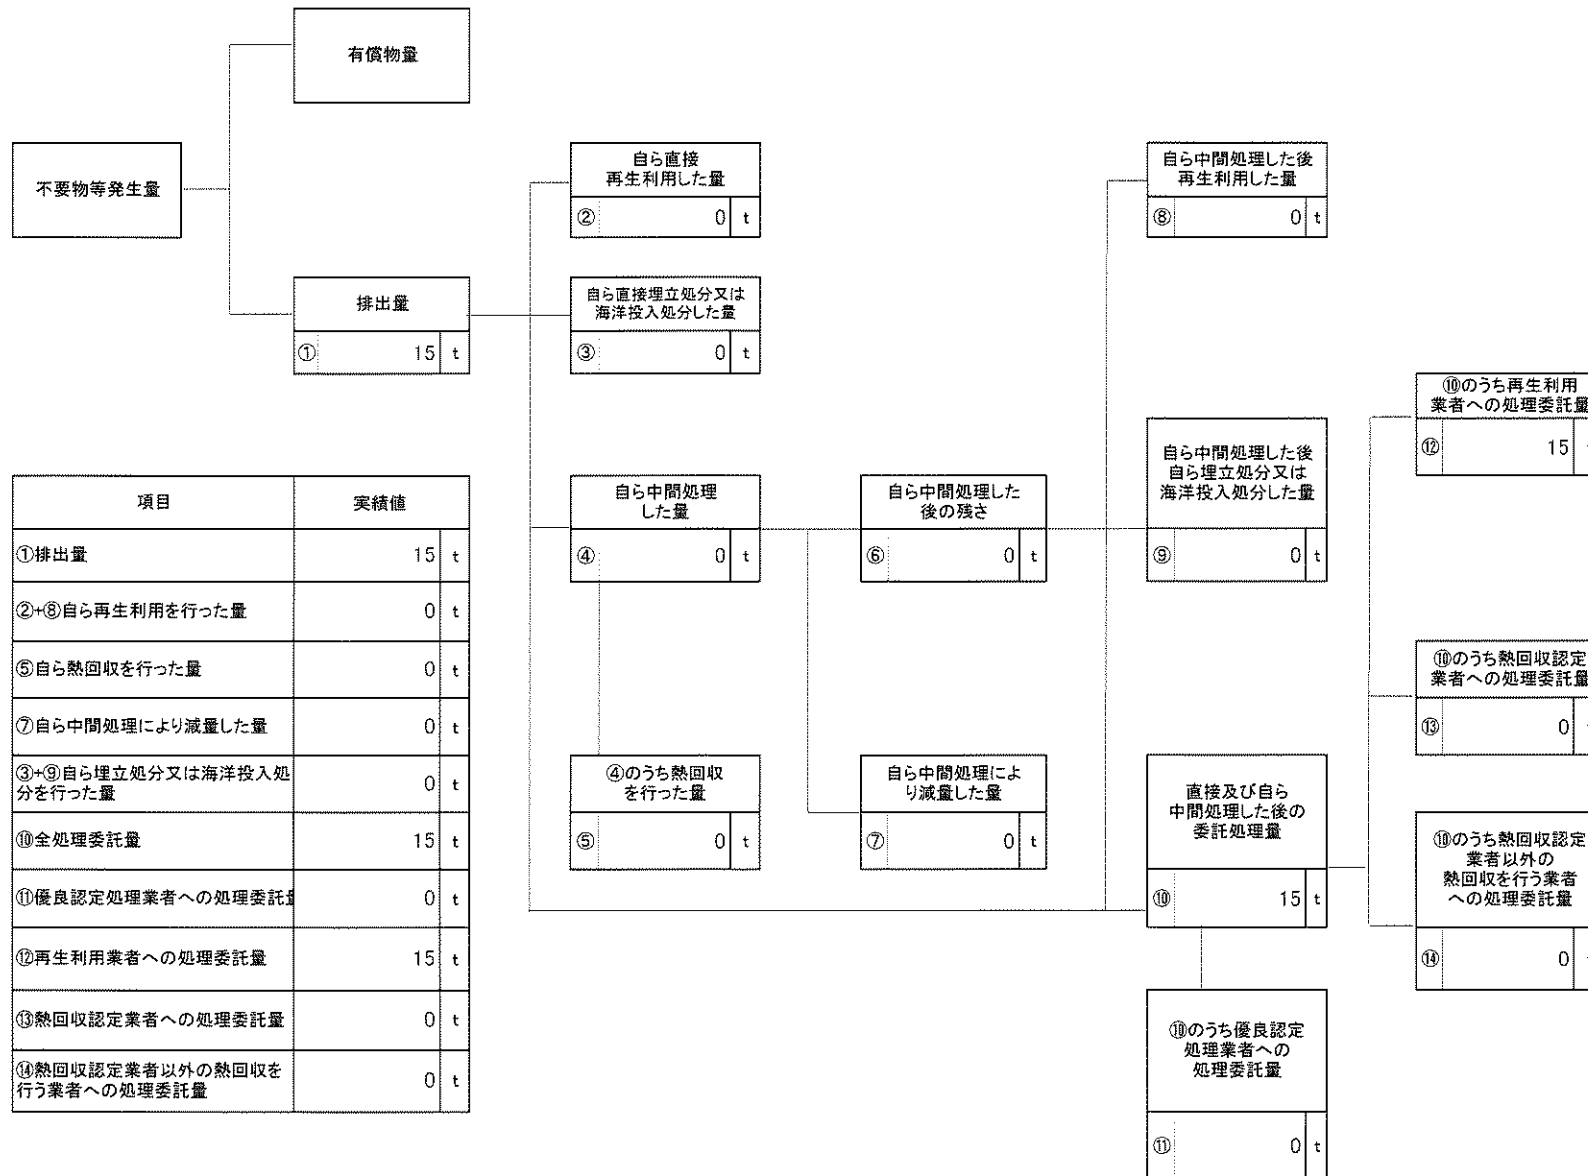 有償物量
不要物等発生量
排出量
① 15 t
自ら直接
再生利用した量
② 0 t
自ら直接埋立処分又は
海洋投入処分した量
③ 0 t
自ら中間処理
した量
④ 0 t
④のうち熱回収
を行った量
⑤ 0 t
自ら中間処理した
後の残さ
⑥ 0 t
自ら中間処理によ
り減量した量
⑦ 0 t
自ら中間処理した後
再生利用した量
⑧ 0 t
自ら中間処理した後
自ら埋立処分又は
海洋投入処分した量
⑨ 0 t
直接及び自ら
中間処理した後の
委託処理量
⑩ 15 t
⑩のうち優良認定
処理業者への
処理委託量
⑪ 0 t
⑩のうち再生利用
業者への処理委託量
⑫ 15
⑩のうち熱回収認定
業者への処理委託量
⑬ 0
⑩のうち熱回収認定
業者以外の
熱回収を行う業者
への処理委託量
⑭ 0
項目 実績値
①排出量 15 t
②+⑧自ら再生利用を行った量 0 t
⑤自ら熱回収を行った量 0 t
⑦自ら中間処理により減量した量 0 t
③+⑨自ら埋立処分又は海洋投入処
分を行った量 0 t
⑩全処理委託量 15 t
⑪優良認定処理業者への処理委託 0 t
⑫再生利用業者への処理委託量 15 t
⑬熱回収認定業者への処理委託量 0 t
⑭熱回収認定業者以外の熱回収を
行う業者への処理委託量 0 t